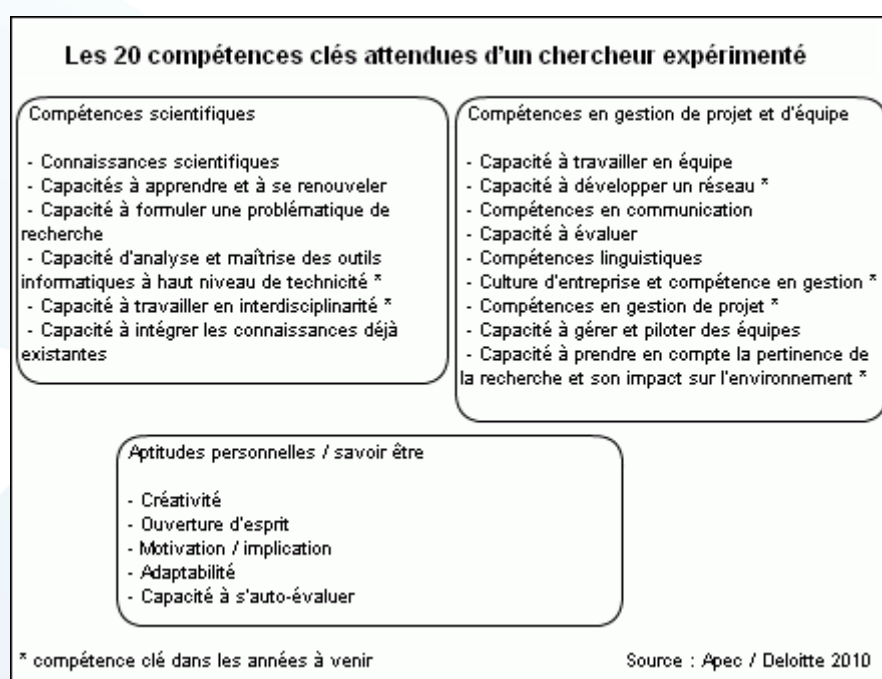 Les 20 compétences clés attendues d'un chercheur expérimenté
Compétences scientifiques
- Connaissances scientifiques
- Capacités à apprendre et à se renouveler
- Capacité à formuler une problématique de
recherche
- Capacité d'analyse et maîtrise des outils
informatiques à haut niveau de technicité *
- Capacité à travailler en interdisciplinarité *
- Capacité à intégrer les connaissances déjà
existantes
Compétences en gestion de projet et d'équipe
- Capacité à travailler en équipe
- Capacité à développer un réseau *
- Compétences en communication
- Capacité à évaluer
- Compétences linguistiques
- Culture d'entreprise et compétence en gestion *
- Compétences en gestion de projet *
- Capacité à gérer et piloter des équipes
- Capacité à prendre en compte la pertinence de
la recherche et son impact sur l'environnement *
Aptitudes personnelles / savoir être
- Créativité
- Ouverture d'esprit
- Motivation / implication
- Adaptabilité
- Capacité à s'auto-évaluer
* compétence clé dans les années à venir
Source : Apec / Deloitte 2010